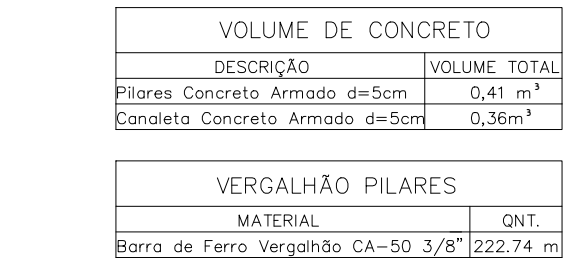 VOLUME DE CONCRETO
DESCRIÇÃO VOLUME TOTAL
Pilares Concreto Armado d=5cm 0,41 m³
Canaleta Concreto Armado d=5cm 0,36m³
VERGALHÃO PILARES
MATERIAL QNT.
Barra de Ferro Vergalhão CA-50 3/8" 222.74 m